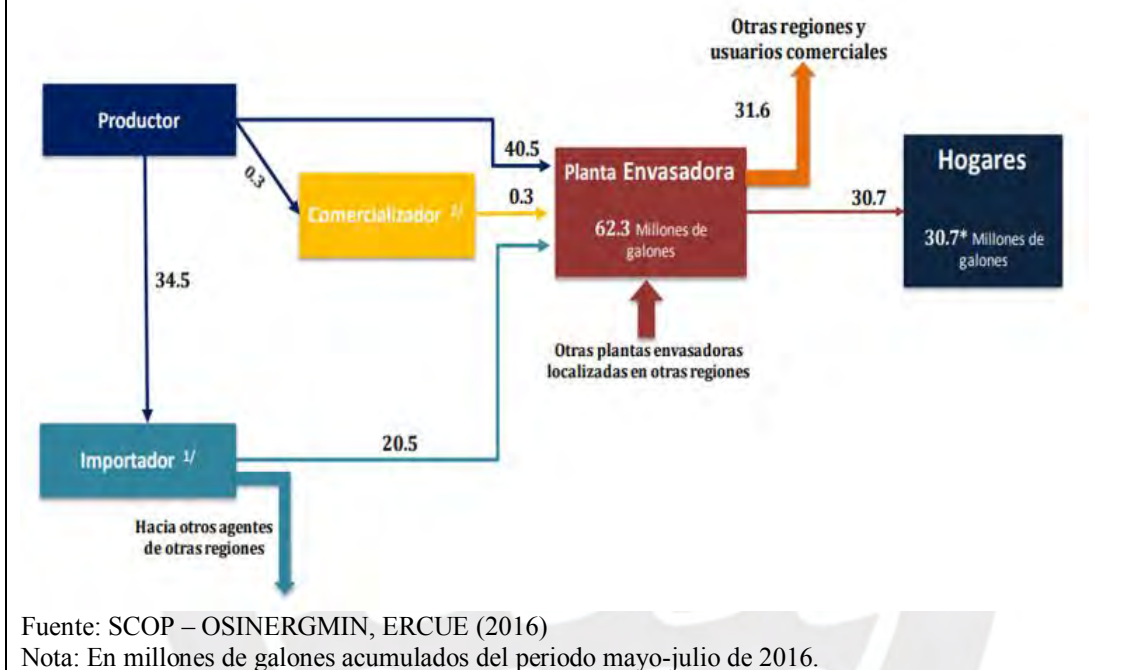 Otras regiones y
usuarios comerciales
Productor
31.6
40.5
Planta Envasadora
62.3 Millones de
galones
Hogares
30.7* Millones de
galones
0.3
Comercializador 2/
0.3
30.7
34.5
Otras plantas envasadoras
localizadas en otras regiones
Importador 1/
20.5
Hacia otros agentes
de otras regiones
Fuente: SCOP – OSINERGMIN, ERCUE (2016)
Nota: En millones de galones acumulados del periodo mayo-julio de 2016.